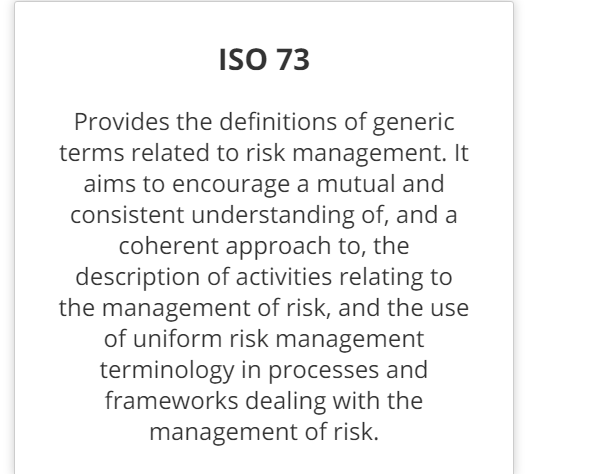 ISO 73
Provides the definitions of generic
terms related to risk management. It
aims to encourage a mutual and
consistent understanding of, and a
coherent approach to, the
description of activities relating to
the management of risk, and the use
of uniform risk management
terminology in processes and
frameworks dealing with the
management of risk.